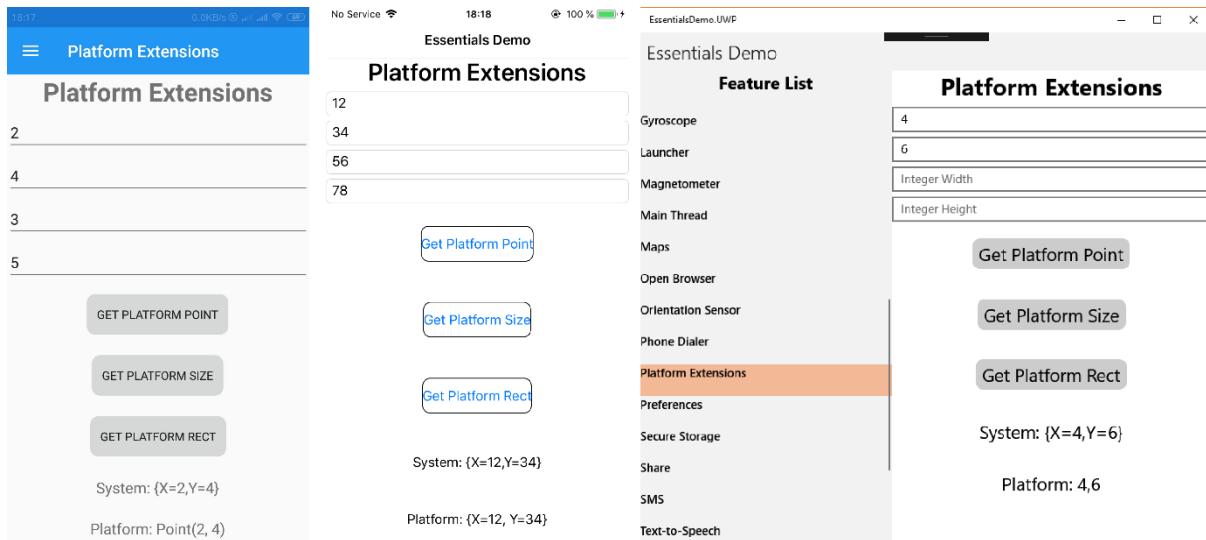 18:17
0.0KB/s
Platform Extensions
Platform Extensions
2
4
3
5
GET PLATFORM POINT
GET PLATFORM SIZE
GET PLATFORM RECT
System: {X=2,Y=4}
Platform: Point(2, 4)
No Service
18:18
100 %
Essentials Demo
Platform Extensions
12
34
56
78
Get Platform Point
Get Platform Size
Get Platform Rect
System: {X=12,Y=34}
Platform: {X=12, Y=34}
EssentialsDemo.UWP
Essentials Demo
Feature List
Gyroscope
Launcher
Magnetometer
Main Thread
Maps
Open Browser
Orientation Sensor
Phone Dialer
Platform Extensions
Preferences
Secure Storage
Share
SMS
Text-to-Speech
Platform Extensions
4
6
Integer Width
Integer Height
Get Platform Point
Get Platform Size
Get Platform Rect
System: {X=4,Y=6}
Platform: 4,6